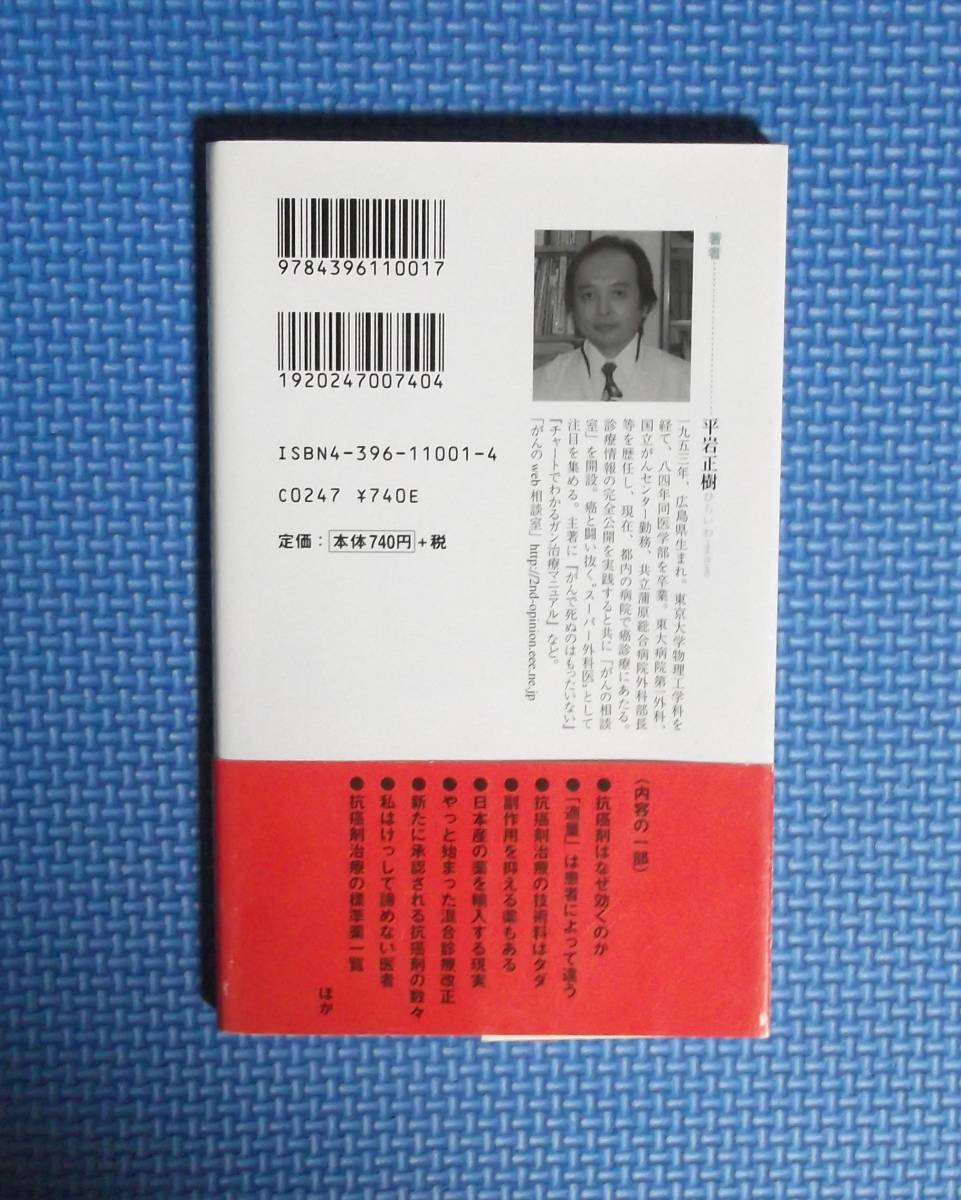 9784396110017
1920247007404
ISBN4-396-11001-4
C0247 ¥740E
定価：本体740円＋税
著者
平岩正樹 ひらいわ・まさき
一九五三年、広島県生まれ。東京大学物理工学科を
経て、八四年同医学部を卒業。東大病院第一外科、
国立がんセンター勤務、共立蒲原総合病院外科部長
等を歴任し、現在、都内の病院で癌診療にあたる。
診療情報の完全公開を実践すると共に『がんの相談
室』を開設。癌と闘い抜く“スーパー外科医”として
注目を集める。主著に『がんで死ぬのはもったいない』
『チャートでわかるガン治療マニュアル』など。
「がんのweb相談室」http://2nd-opinion.eee.ne.jp
〈内容の一部〉
●抗癌剤はなぜ効くのか
●「適量」は患者によって違う
●抗癌剤治療の技術料はタダ
●副作用を抑える薬もある
●日本産の薬を輸入する現実
●やっと始まった混合診療改正
●新たに承認される抗癌剤の数々
●私はけっして諦めない医者
●抗癌剤治療の標準薬一覧
ほか